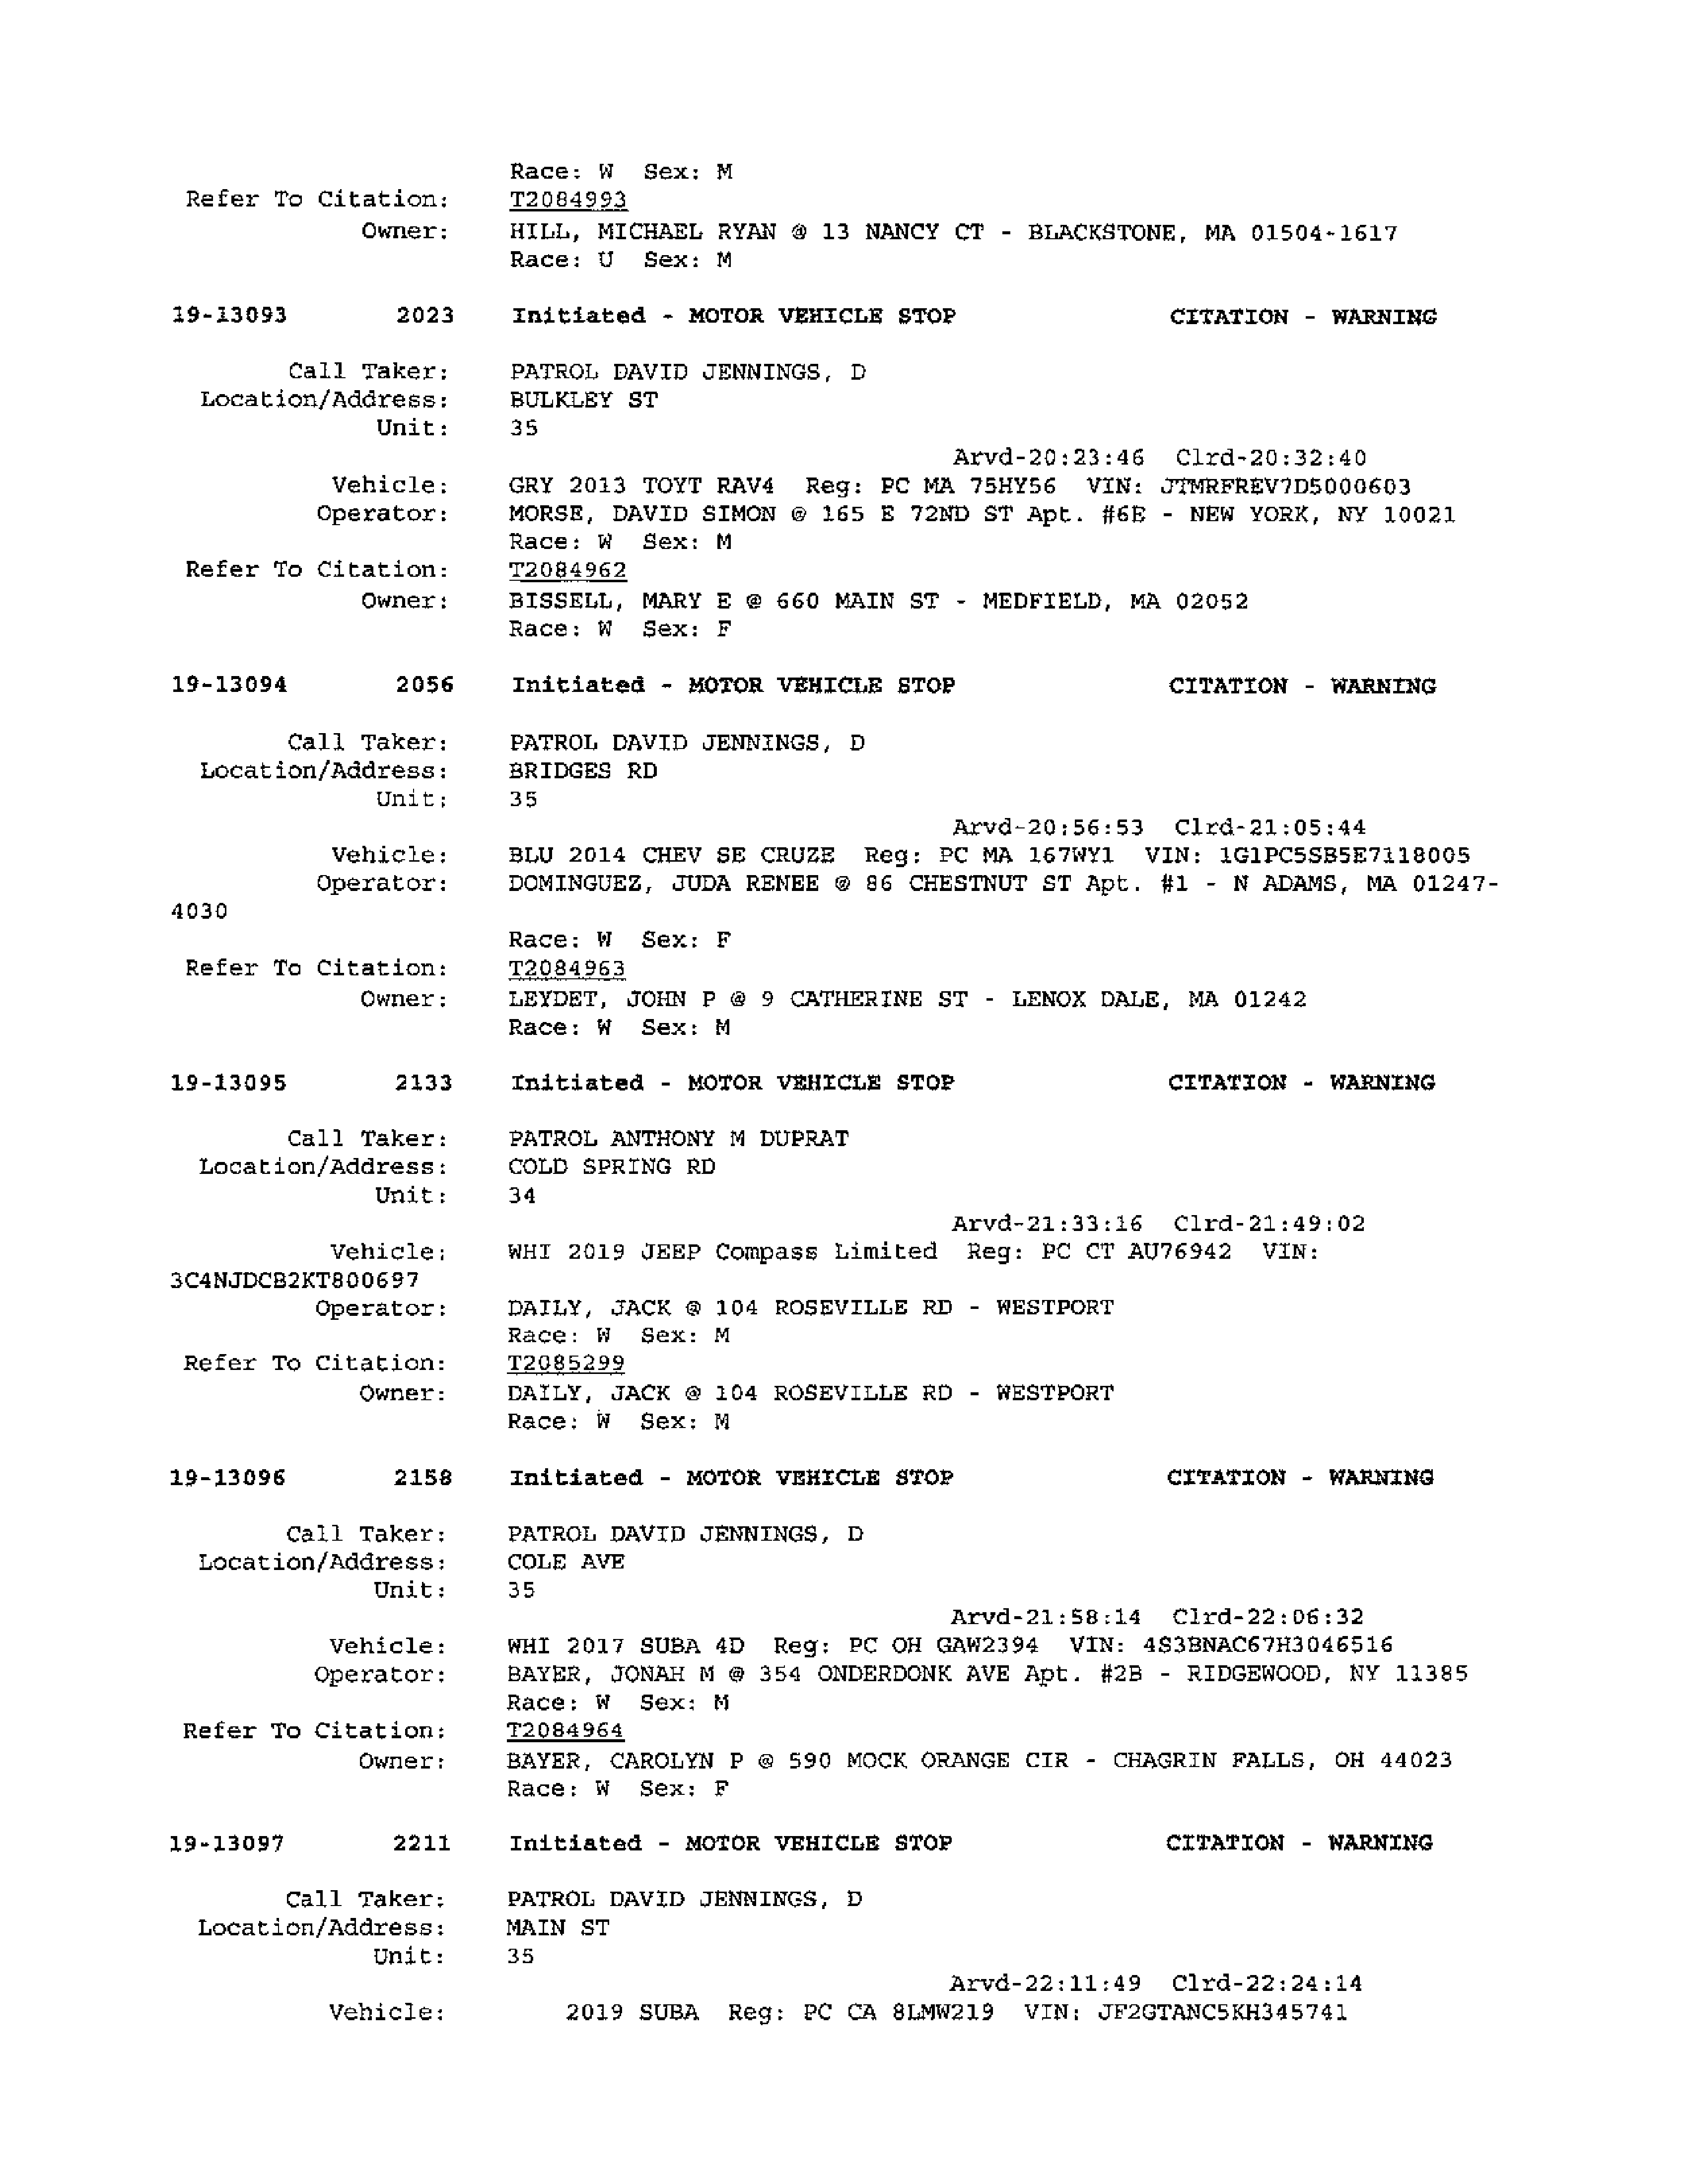 Race: W  Sex: M
Refer To Citation: T2084993
Owner: HILL, MICHAEL RYAN @ 13 NANCY CT - BLACKSTONE, MA 01504-1617
Race: U  Sex: M
19-13093 2023 Initiated - MOTOR VEHICLE STOP CITATION - WARNING
Call Taker: PATROL DAVID JENNINGS, D
Location/Address: BULKLEY ST
Unit: 35
Arvd-20:23:46  Clrd-20:32:40
Vehicle: GRY 2013 TOYT RAV4  Reg: PC MA 75HY56  VIN: JTMRFREV7D5000603
Operator: MORSE, DAVID SIMON @ 165 E 72ND ST Apt. #6E - NEW YORK, NY 10021
Race: W  Sex: M
Refer To Citation: T2084962
Owner: BISSELL, MARY E @ 660 MAIN ST - MEDFIELD, MA 02052
Race: W  Sex: F
19-13094 2056 Initiated - MOTOR VEHICLE STOP CITATION - WARNING
Call Taker: PATROL DAVID JENNINGS, D
Location/Address: BRIDGES RD
Unit: 35
Arvd-20:56:53  Clrd-21:05:44
Vehicle: BLU 2014 CHEV SE CRUZE  Reg: PC MA 167WY1  VIN: 1G1PC5SB5E7118005
Operator: DOMINGUEZ, JUDA RENEE @ 86 CHESTNUT ST Apt. #1 - N ADAMS, MA 01247-
4030
Race: W  Sex: F
Refer To Citation: T2084963
Owner: LEYDET, JOHN P @ 9 CATHERINE ST - LENOX DALE, MA 01242
Race: W  Sex: M
19-13095 2133 Initiated - MOTOR VEHICLE STOP CITATION - WARNING
Call Taker: PATROL ANTHONY M DUPRAT
Location/Address: COLD SPRING RD
Unit: 34
Arvd-21:33:16  Clrd-21:49:02
Vehicle: WHI 2019 JEEP Compass Limited  Reg: PC CT AU76942  VIN:
3C4NJDCB2KT800697
Operator: DAILY, JACK @ 104 ROSEVILLE RD - WESTPORT
Race: W  Sex: M
Refer To Citation: T2085299
Owner: DAILY, JACK @ 104 ROSEVILLE RD - WESTPORT
Race: W  Sex: M
19-13096 2158 Initiated - MOTOR VEHICLE STOP CITATION - WARNING
Call Taker: PATROL DAVID JENNINGS, D
Location/Address: COLE AVE
Unit: 35
Arvd-21:58:14  Clrd-22:06:32
Vehicle: WHI 2017 SUBA 4D  Reg: PC OH GAW2394  VIN: 4S3BNAC67H3046516
Operator: BAYER, JONAH M @ 354 ONDERDONK AVE Apt. #2B - RIDGEWOOD, NY 11385
Race: W  Sex: M
Refer To Citation: T2084964
Owner: BAYER, CAROLYN P @ 590 MOCK ORANGE CIR - CHAGRIN FALLS, OH 44023
Race: W  Sex: F
19-13097 2211 Initiated - MOTOR VEHICLE STOP CITATION - WARNING
Call Taker: PATROL DAVID JENNINGS, D
Location/Address: MAIN ST
Unit: 35
Arvd-22:11:49  Clrd-22:24:14
Vehicle: 2019 SUBA  Reg: PC CA 8LMW219  VIN: JF2GTANC5KH345741